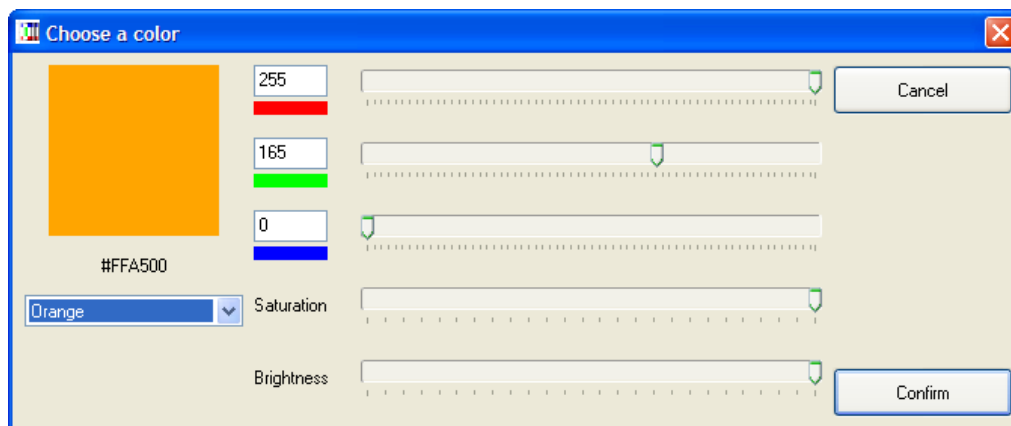 Choose a color
255
Cancel
165
0
#FFA500
Orange
Saturation
Brightness
Confirm